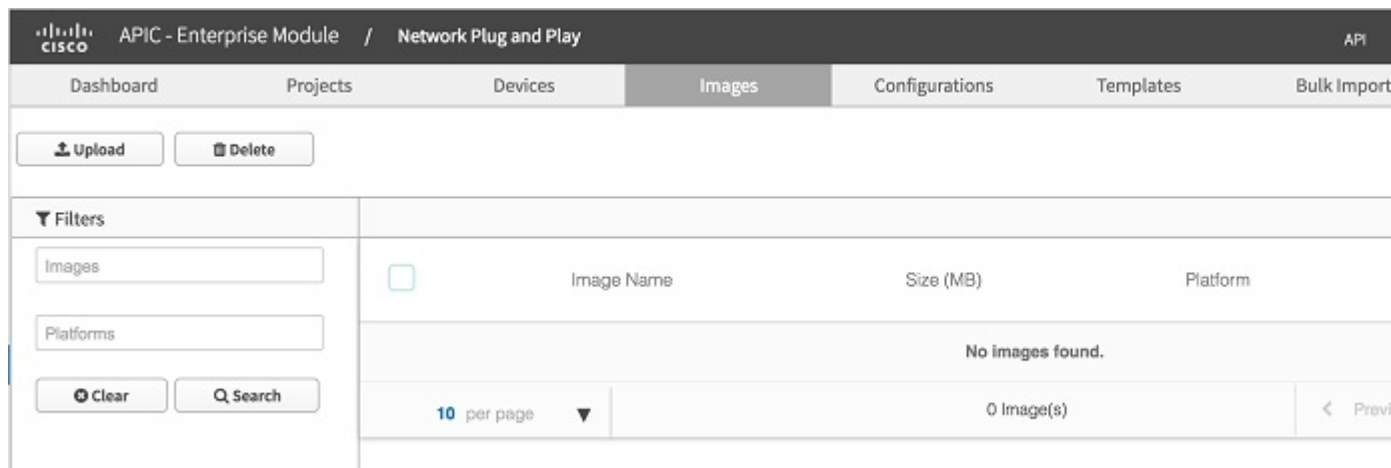 CISCO APIC - Enterprise Module / Network Plug and Play API
Dashboard Projects Devices Images Configurations Templates Bulk Import
Upload Delete
Filters
Images
Image Name Size (MB) Platform
Platforms
No images found.
Clear Search
10 per page 0 Image(s) < Previ